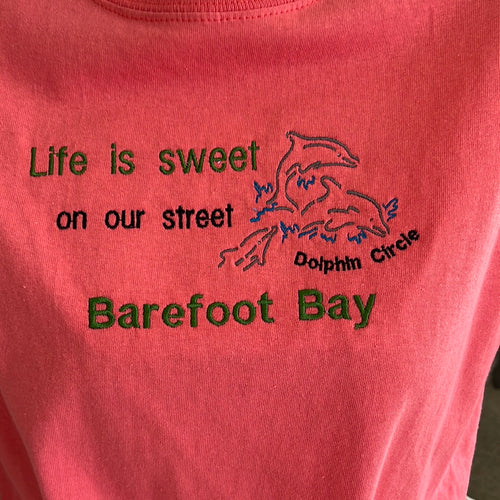 Life is sweet
on our street
Dolphin Circle
Barefoot Bay